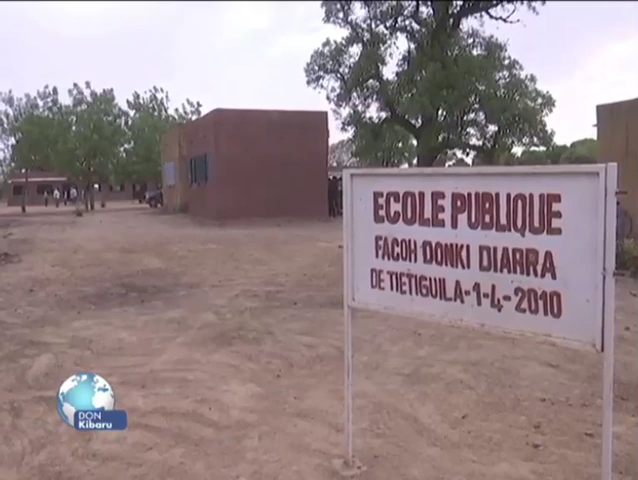 ECOLE PUBLIQUE
FACOH DONKI DIARRA
DE TIETIGUILA-1-4-2010
DON
Kibaru